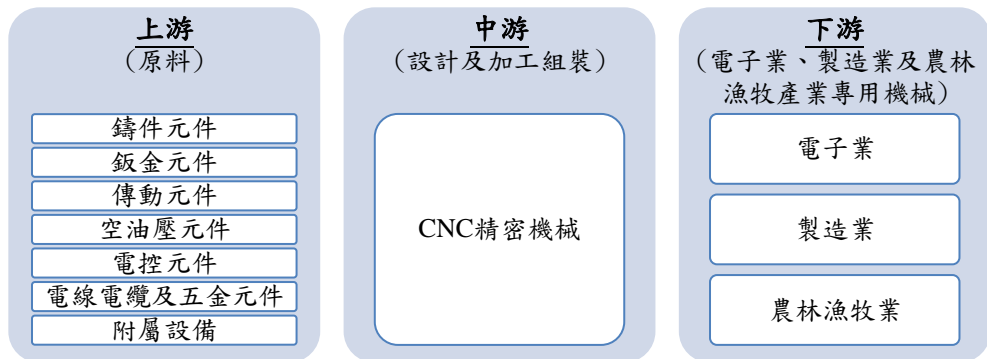 上游
（原料）
鑄件元件
鈑金元件
傳動元件
空油壓元件
電控元件
電線電纜及五金元件
附屬設備
中游
（設計及加工組裝）
CNC精密機械
下游
（電子業、製造業及農林
漁牧產業專用機械）
電子業
製造業
農林漁牧業